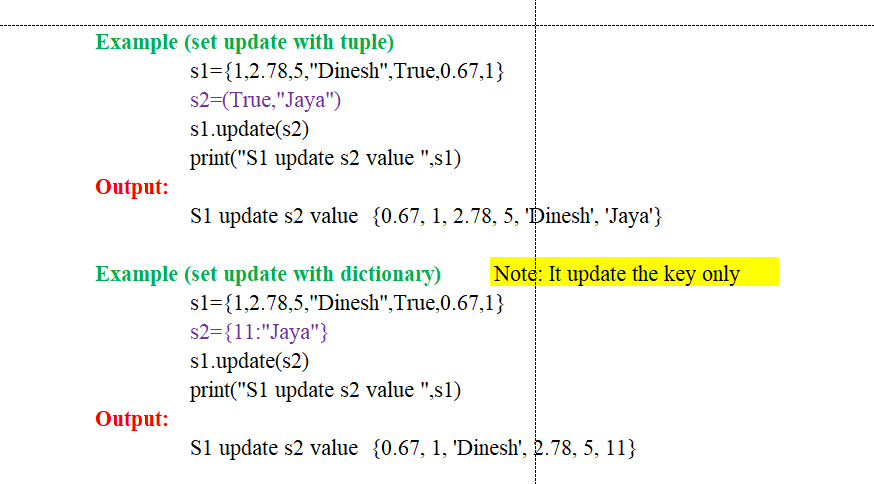 Example (set update with tuple)
s1={1,2.78,5,"Dinesh",True,0.67,1}
s2=(True,"Jaya")
s1.update(s2)
print("S1 update s2 value ",s1)
Output:
S1 update s2 value  {0.67, 1, 2.78, 5, 'Dinesh', 'Jaya'}
Example (set update with dictionary) Note: It update the key only
s1={1,2.78,5,"Dinesh",True,0.67,1}
s2={11:"Jaya"}
s1.update(s2)
print("S1 update s2 value ",s1)
Output:
S1 update s2 value  {0.67, 1, 'Dinesh', 2.78, 5, 11}